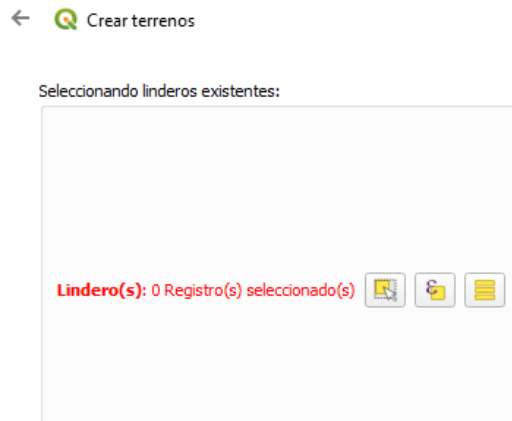 Crear terrenos
Seleccionando linderos existentes:
Lindero(s): 0 Registro(s) seleccionado(s)